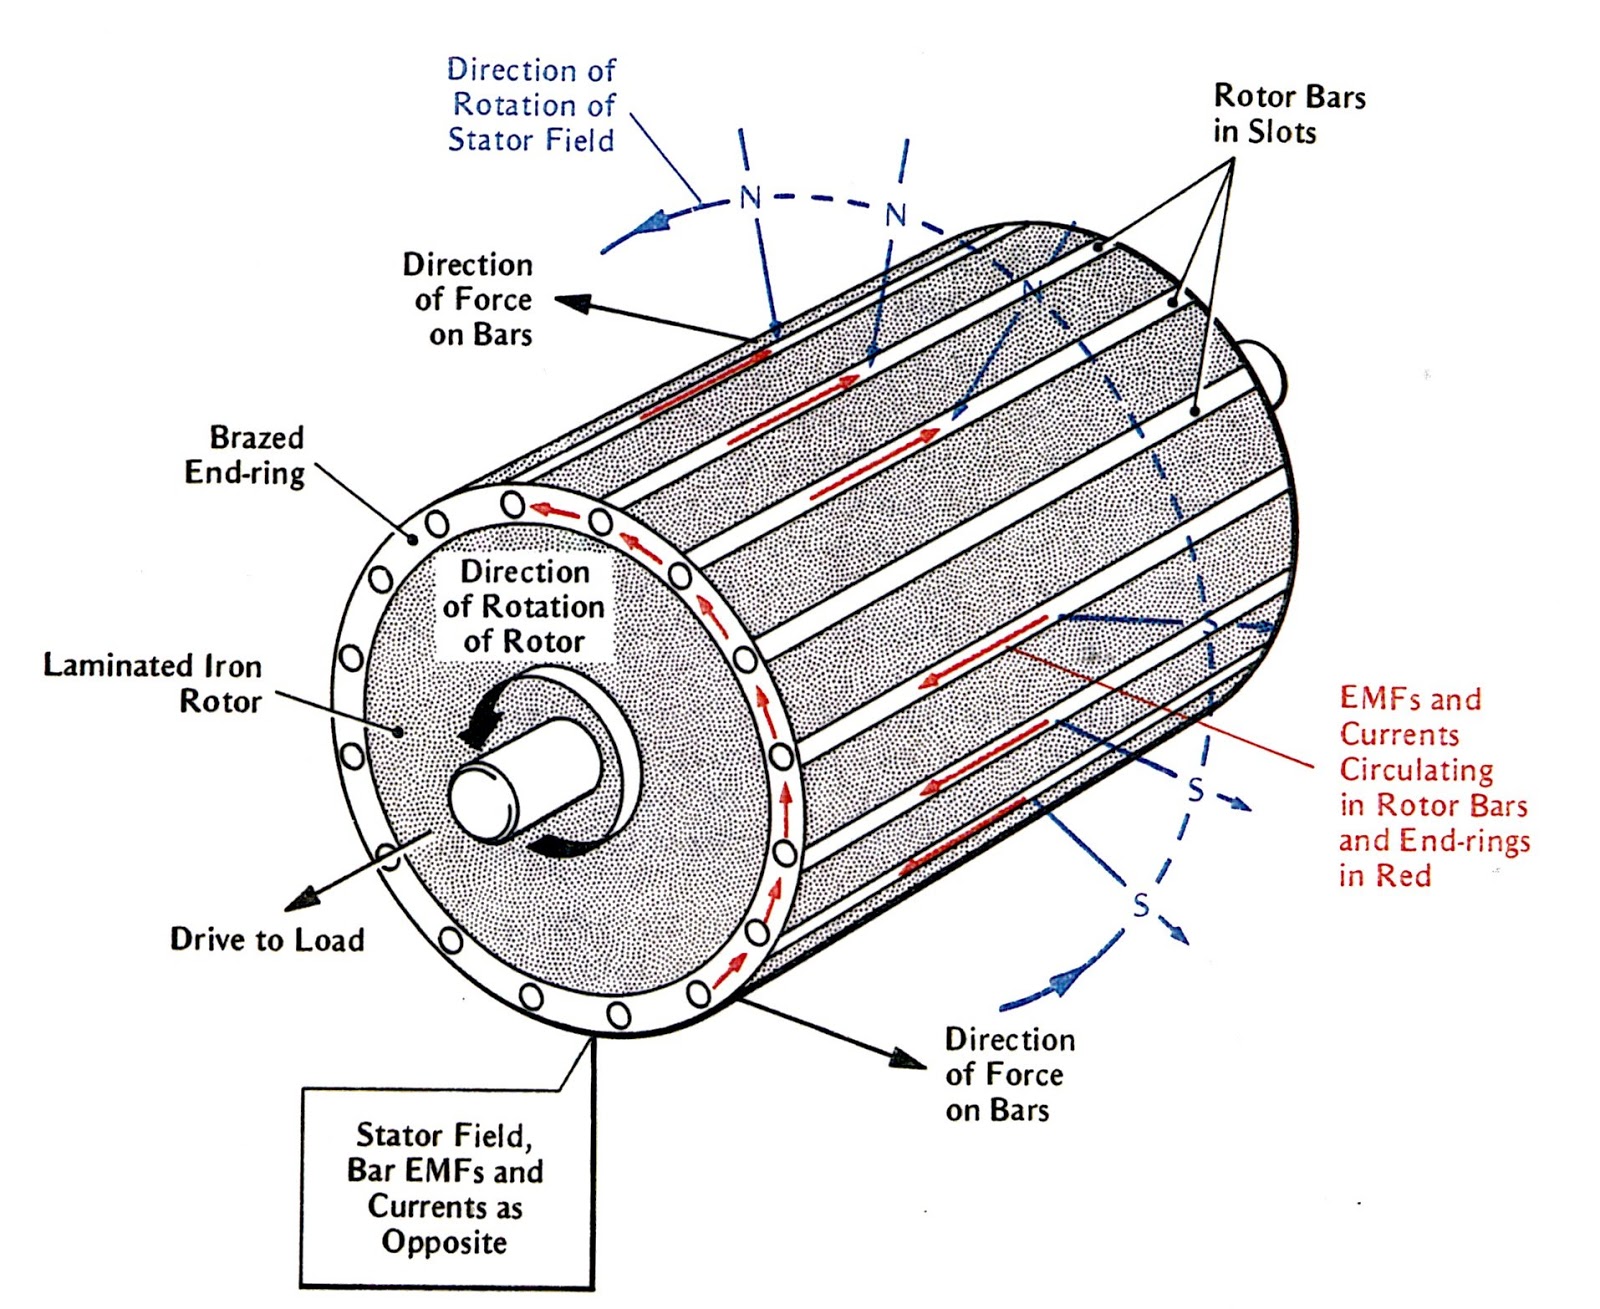 Direction of
Rotation of
Stator Field
Rotor Bars
in Slots
N
N
N
Direction
of Force
on Bars
Brazed
End-ring
Direction
of Rotation
of Rotor
Laminated Iron
Rotor
EMFs and
Currents
Circulating
in Rotor Bars
and End-rings
in Red
S
S
Drive to Load
Direction
of Force
on Bars
Stator Field,
Bar EMFs and
Currents as
Opposite